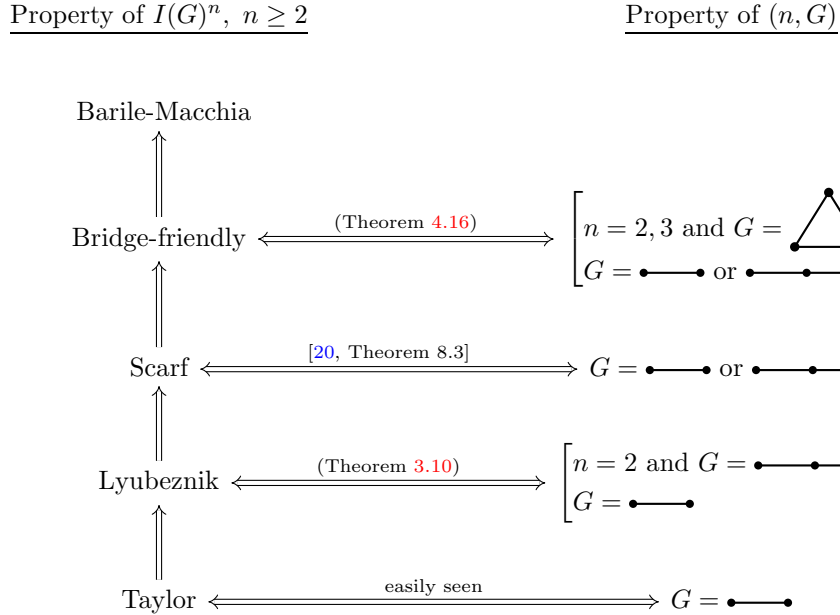 Property of I(G)^n, n ≥ 2
Property of (n, G)
Barile-Macchia
Bridge-friendly
(Theorem 4.16)
n = 2, 3 and G =
G = or
Scarf
[20, Theorem 8.3]
G = or
Lyubeznik
(Theorem 3.10)
n = 2 and G =
G =
Taylor
easily seen
G =